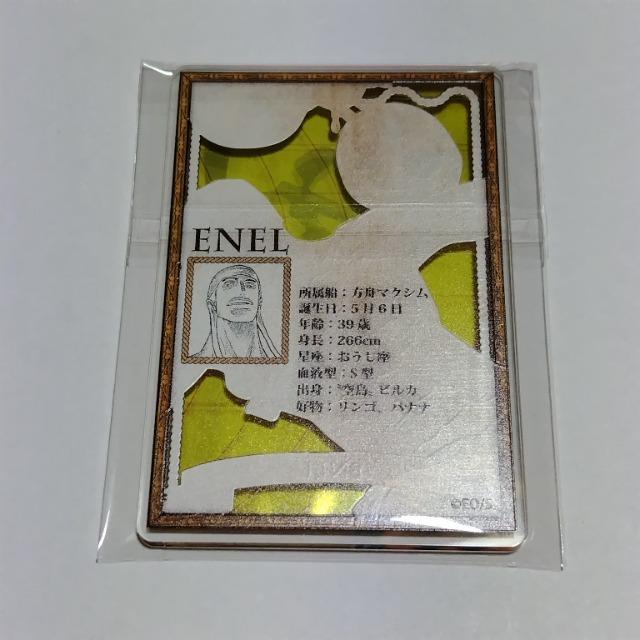 ENEL
所属船：方舟マクシム
誕生日：5月6日
年齢：39歳
身長：266cm
星座：おうし座
血液型：S型
出身：“空島”ビルカ
好物：リンゴ、バナナ
©EO/S.